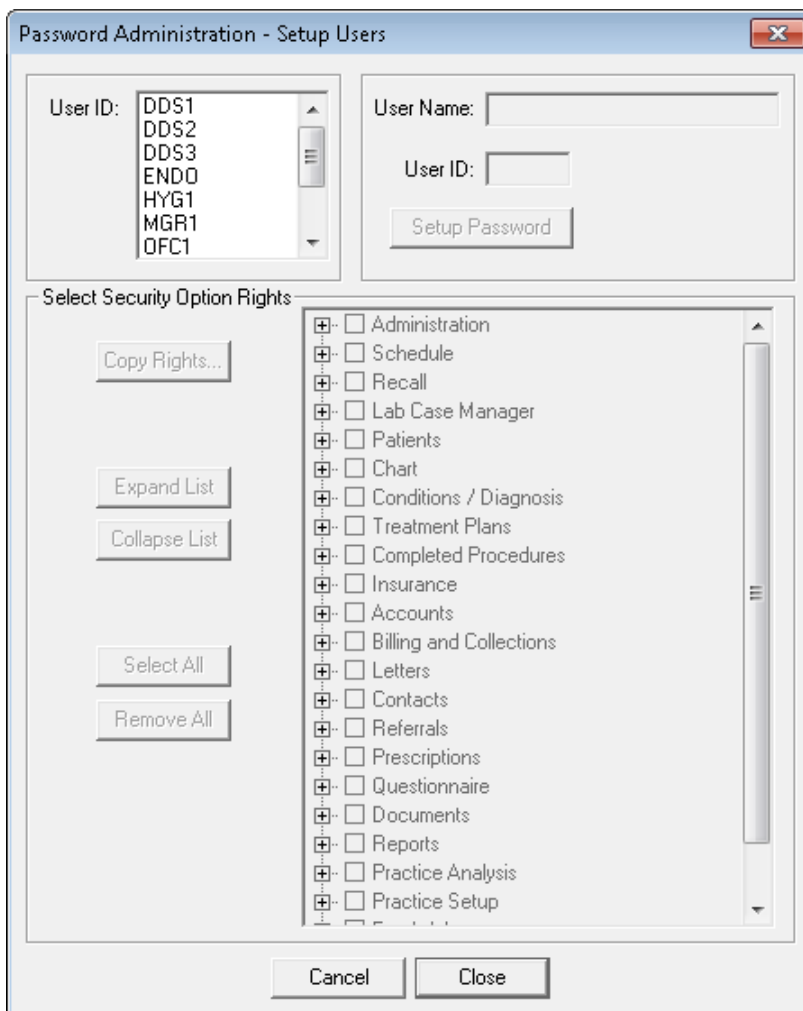 Password Administration - Setup Users
User ID:
DDS1
DDS2
DDS3
ENDO
HYG1
MGR1
OFC1
User Name:
User ID:
Setup Password
Select Security Option Rights
Copy Rights...
Expand List
Collapse List
Select All
Remove All
Administration
Schedule
Recall
Lab Case Manager
Patients
Chart
Conditions / Diagnosis
Treatment Plans
Completed Procedures
Insurance
Accounts
Billing and Collections
Letters
Contacts
Referrals
Prescriptions
Questionnaire
Documents
Reports
Practice Analysis
Practice Setup
Cancel
Close